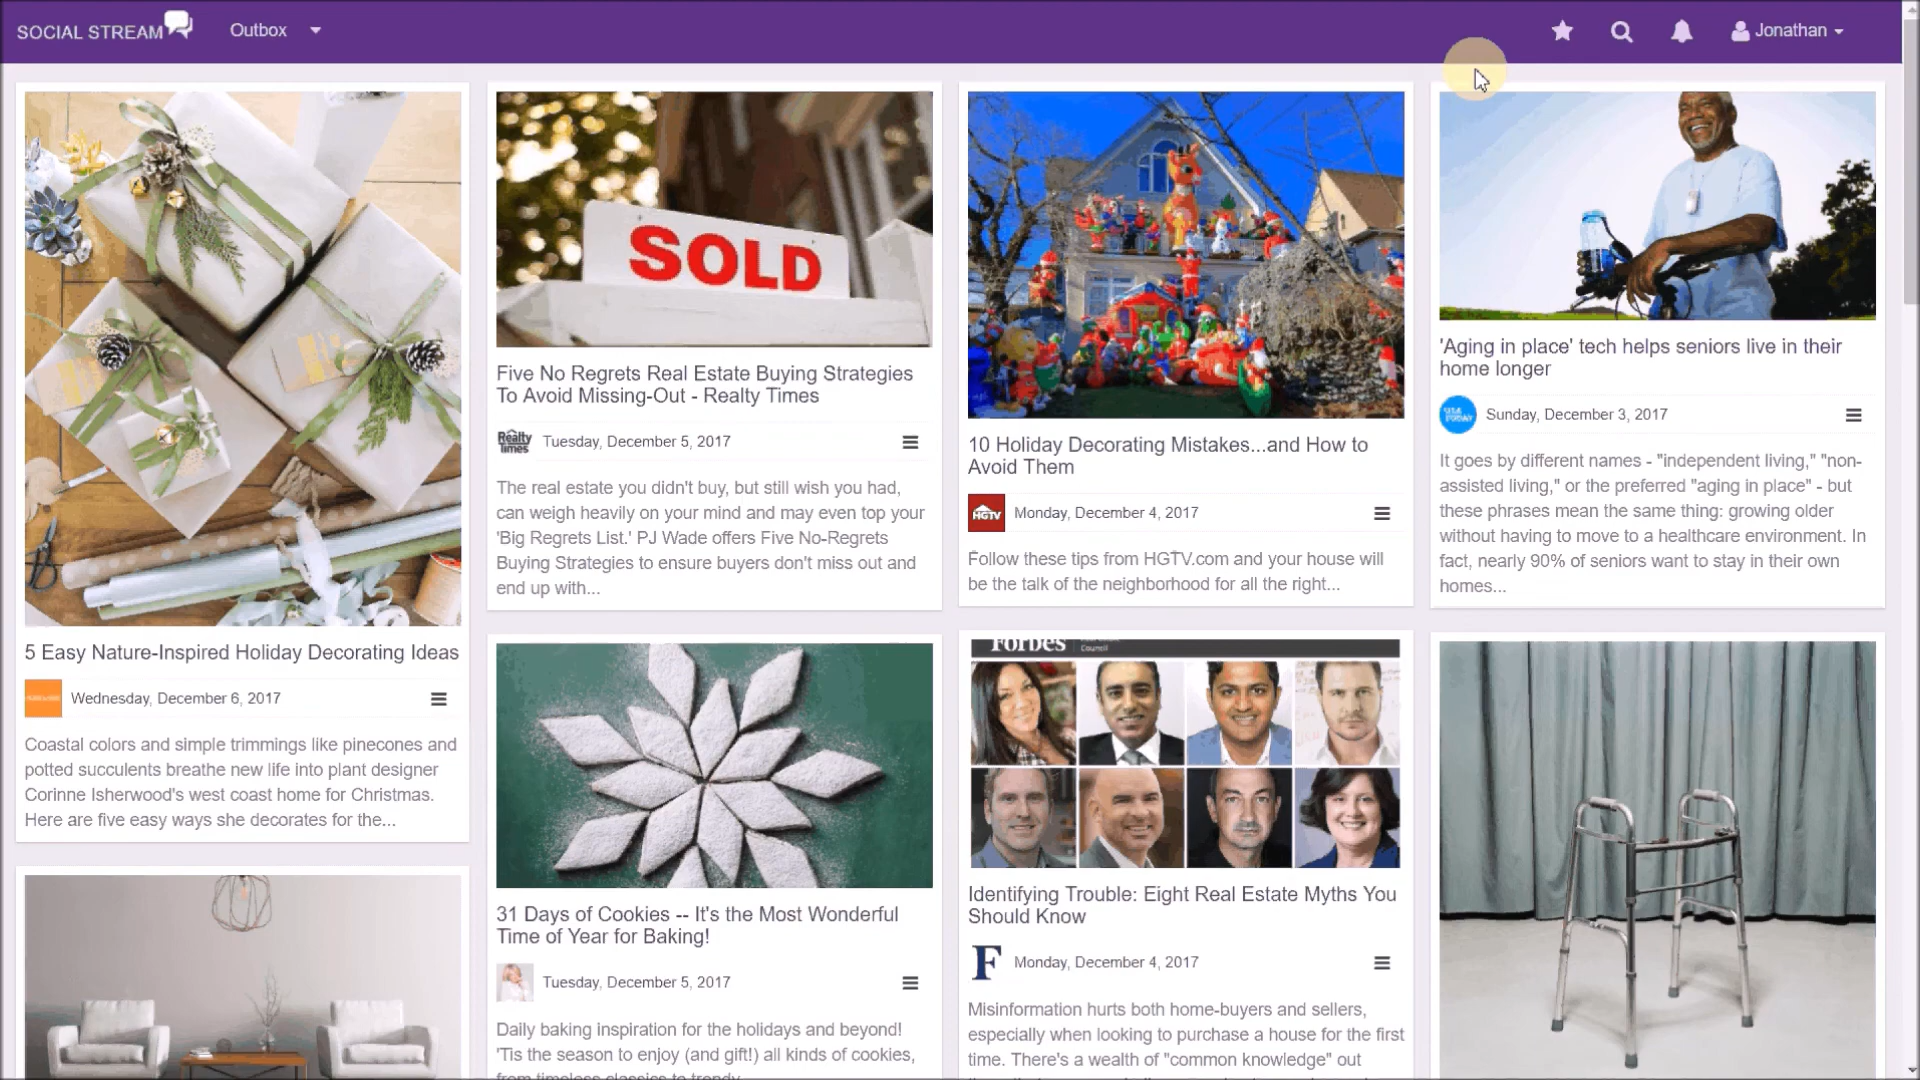 SOCIAL STREAM
Outbox
Jonathan
5 Easy Nature-Inspired Holiday Decorating Ideas
Wednesday, December 6, 2017
Coastal colors and simple trimmings like pinecones and
potted succulents breathe new life into plant designer
Corinne Isherwood's west coast home for Christmas.
Here are five easy ways she decorates for the...
SOLD
Five No Regrets Real Estate Buying Strategies
To Avoid Missing-Out - Realty Times
Realty
Times
Tuesday, December 5, 2017
The real estate you didn't buy, but still wish you had,
can weigh heavily on your mind and may even top your
'Big Regrets List.' PJ Wade offers Five No-Regrets
Buying Strategies to ensure buyers don't miss out and
end up with...
31 Days of Cookies -- It's the Most Wonderful
Time of Year for Baking!
Tuesday, December 5, 2017
Daily baking inspiration for the holidays and beyond!
'Tis the season to enjoy (and gift!) all kinds of cookies,
from timeless classics to trendy
10 Holiday Decorating Mistakes...and How to
Avoid Them
HGTV
Monday, December 4, 2017
Follow these tips from HGTV.com and your house will
be the talk of the neighborhood for all the right...
Forbes
Council
Identifying Trouble: Eight Real Estate Myths You
Should Know
F
Monday, December 4, 2017
Misinformation hurts both home-buyers and sellers,
especially when looking to purchase a house for the first
time. There's a wealth of "common knowledge" out
'Aging in place' tech helps seniors live in their
home longer
USA
TODAY
Sunday, December 3, 2017
It goes by different names - "independent living," "non-
assisted living," or the preferred "aging in place" - but
these phrases mean the same thing: growing older
without having to move to a healthcare environment. In
fact, nearly 90% of seniors want to stay in their own
homes...